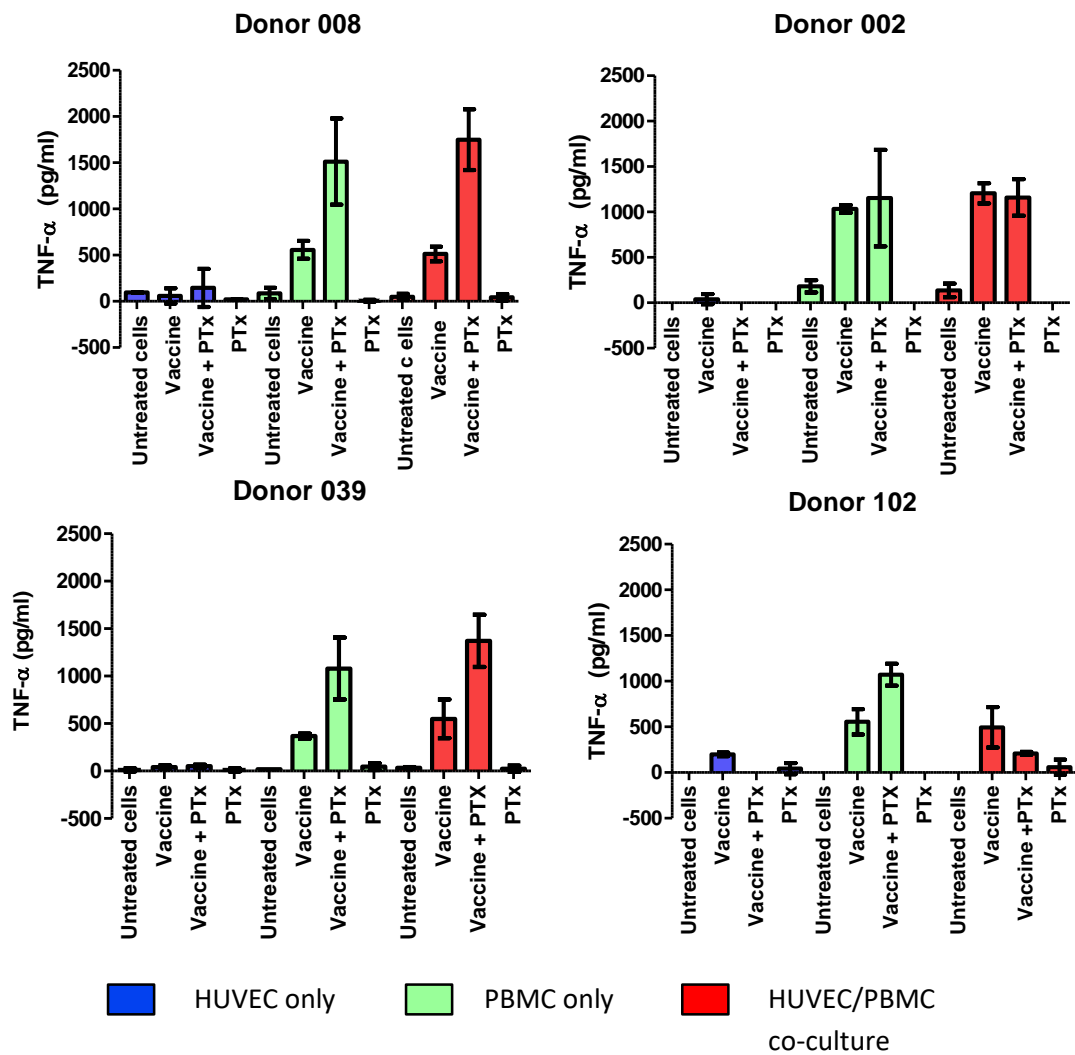 Donor 008
2500
2000
1500
1000
500
0
-500
TNF-α (pg/ml)
Untreated cells
Vaccine
Vaccine + PTx
PTx
Untreated cells
Vaccine
Vaccine + PTx
PTx
Untreated c ells
Vaccine
Vaccine + PTx
PTx
Donor 002
2500
2000
1500
1000
500
0
-500
TNF-α (pg/ml)
Untreated cells
Vaccine
Vaccine + PTx
PTx
Untreated cells
Vaccine
Vaccine + PTx
PTx
Untreacted cells
Vaccine
Vaccine + PTx
PTx
Donor 039
2500
2000
1500
1000
500
0
-500
TNF-α (pg/ml)
Untreated cells
Vaccine
Vaccine + PTx
PTx
Untreated cells
Vaccine
Vaccine + PTx
PTx
Untreated cells
Vaccine
Vaccine + PTx
PTx
Donor 102
2500
2000
1500
1000
500
0
-500
TNF-α (pg/ml)
Untreated cells
Vaccine
Vaccine + PTx
PTx
Untreated cells
Vaccine
Vaccine + PTX
PTx
Untreated cells
Vaccine
Vaccine +PTx
PTx
HUVEC only
PBMC only
HUVEC/PBMC
co-culture